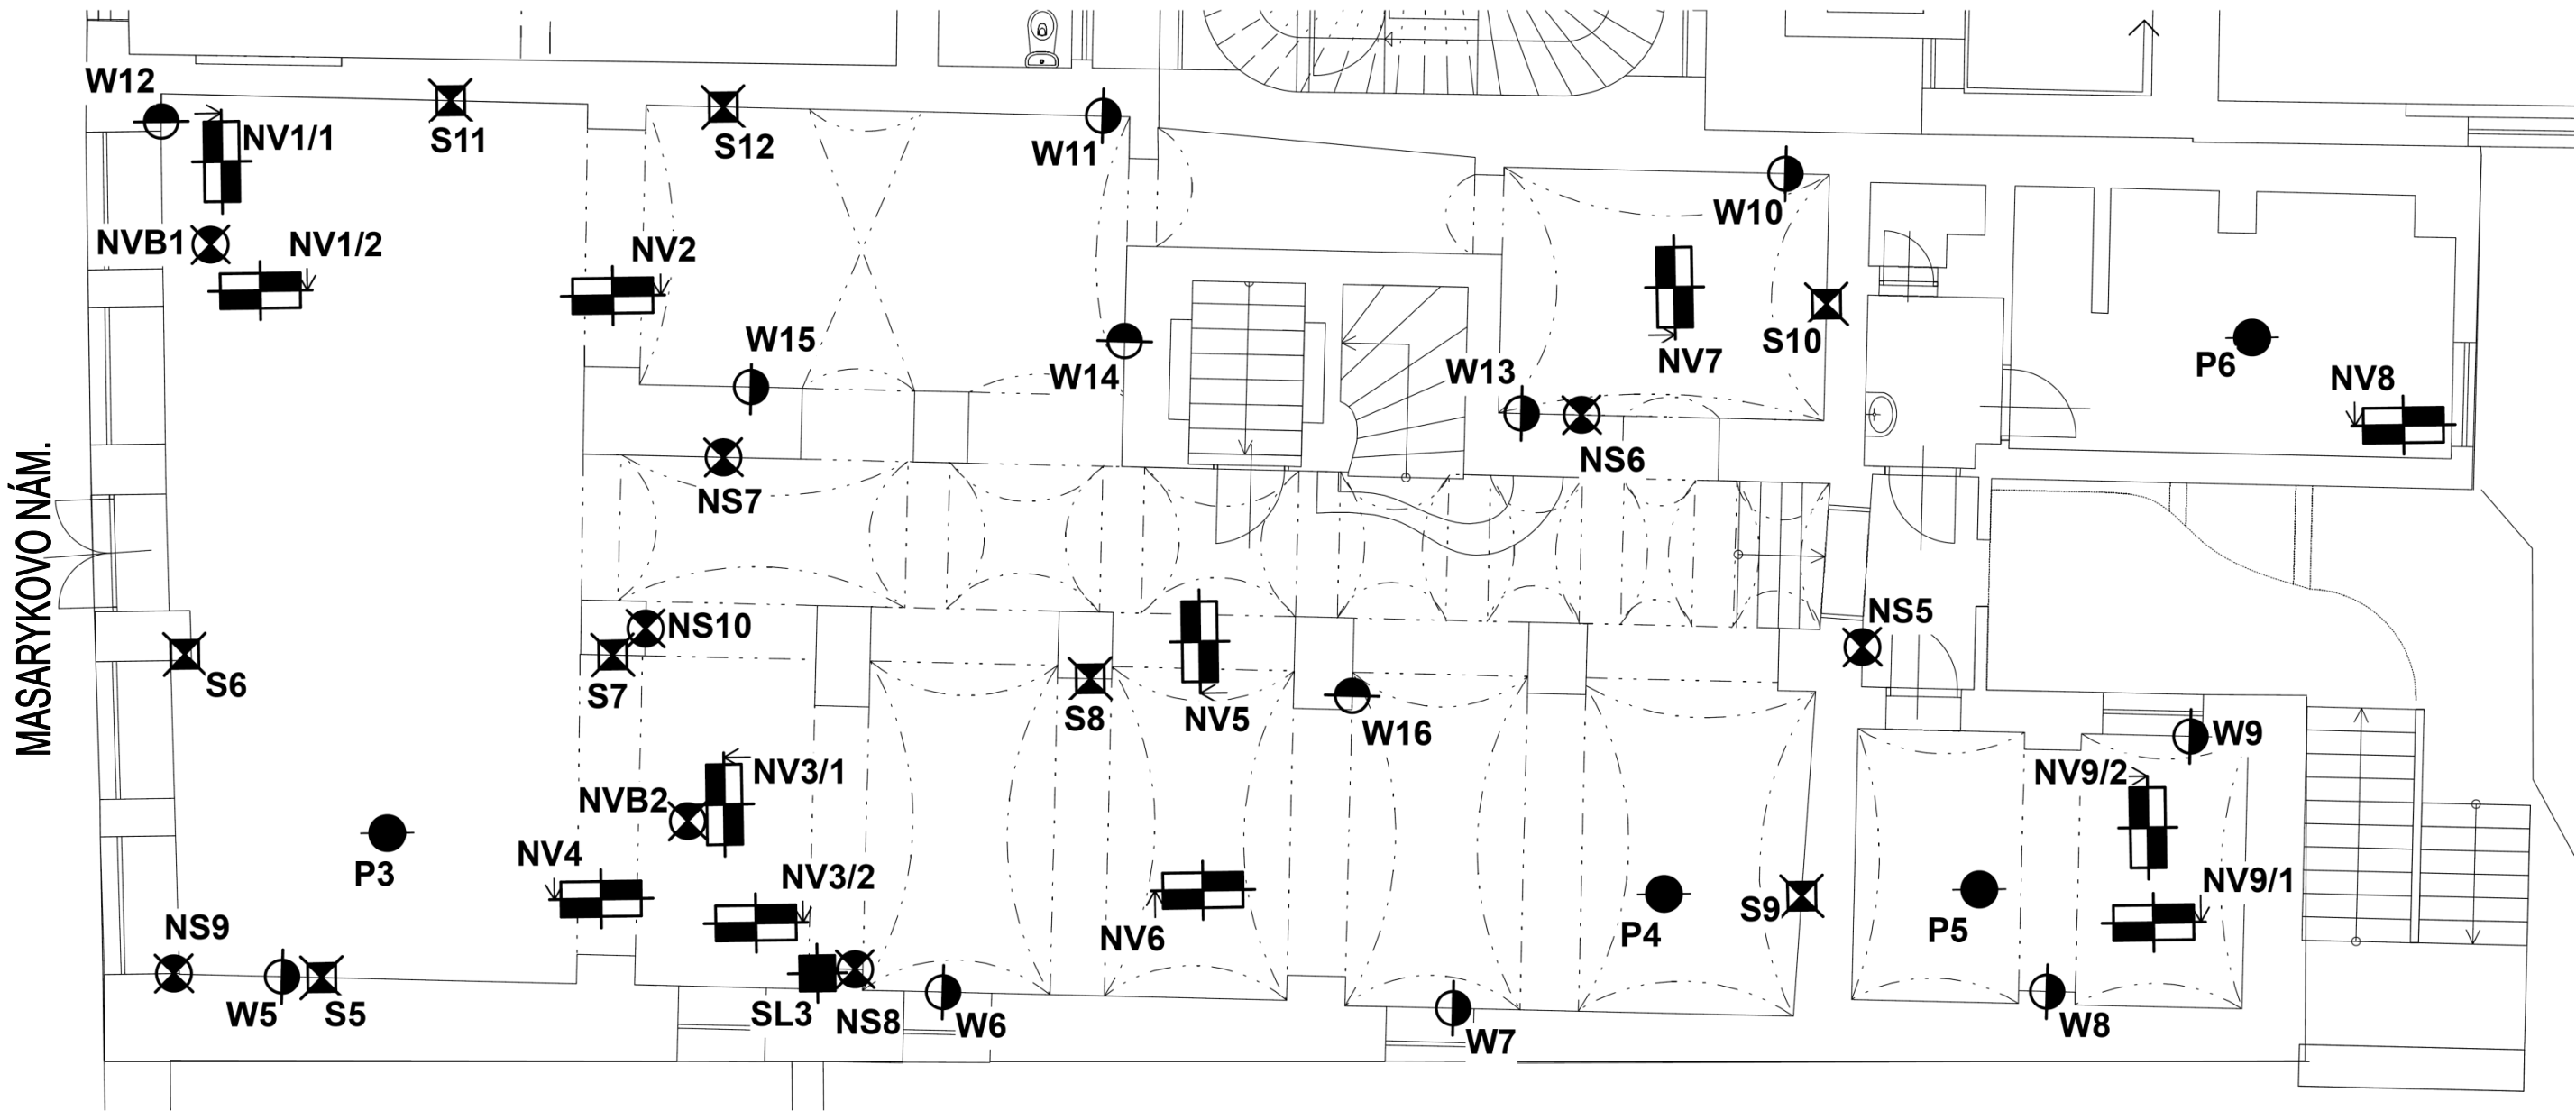 W12
NV1/1
S11
S12
W11
W10
NVB1
NV1/2
NV2
S10
W15
W14
W13
NV7
P6
NV8
MASARYKOVO NÁM.
NS7
NS6
NS10
NS5
S6
S7
S8
NV5
W16
W9
NV3/1
NV9/2
NVB2
NV4
P3
NV3/2
NV9/1
NS9
NV6
P4
S9
P5
W5
S5
SL3
NS8
W6
W7
W8